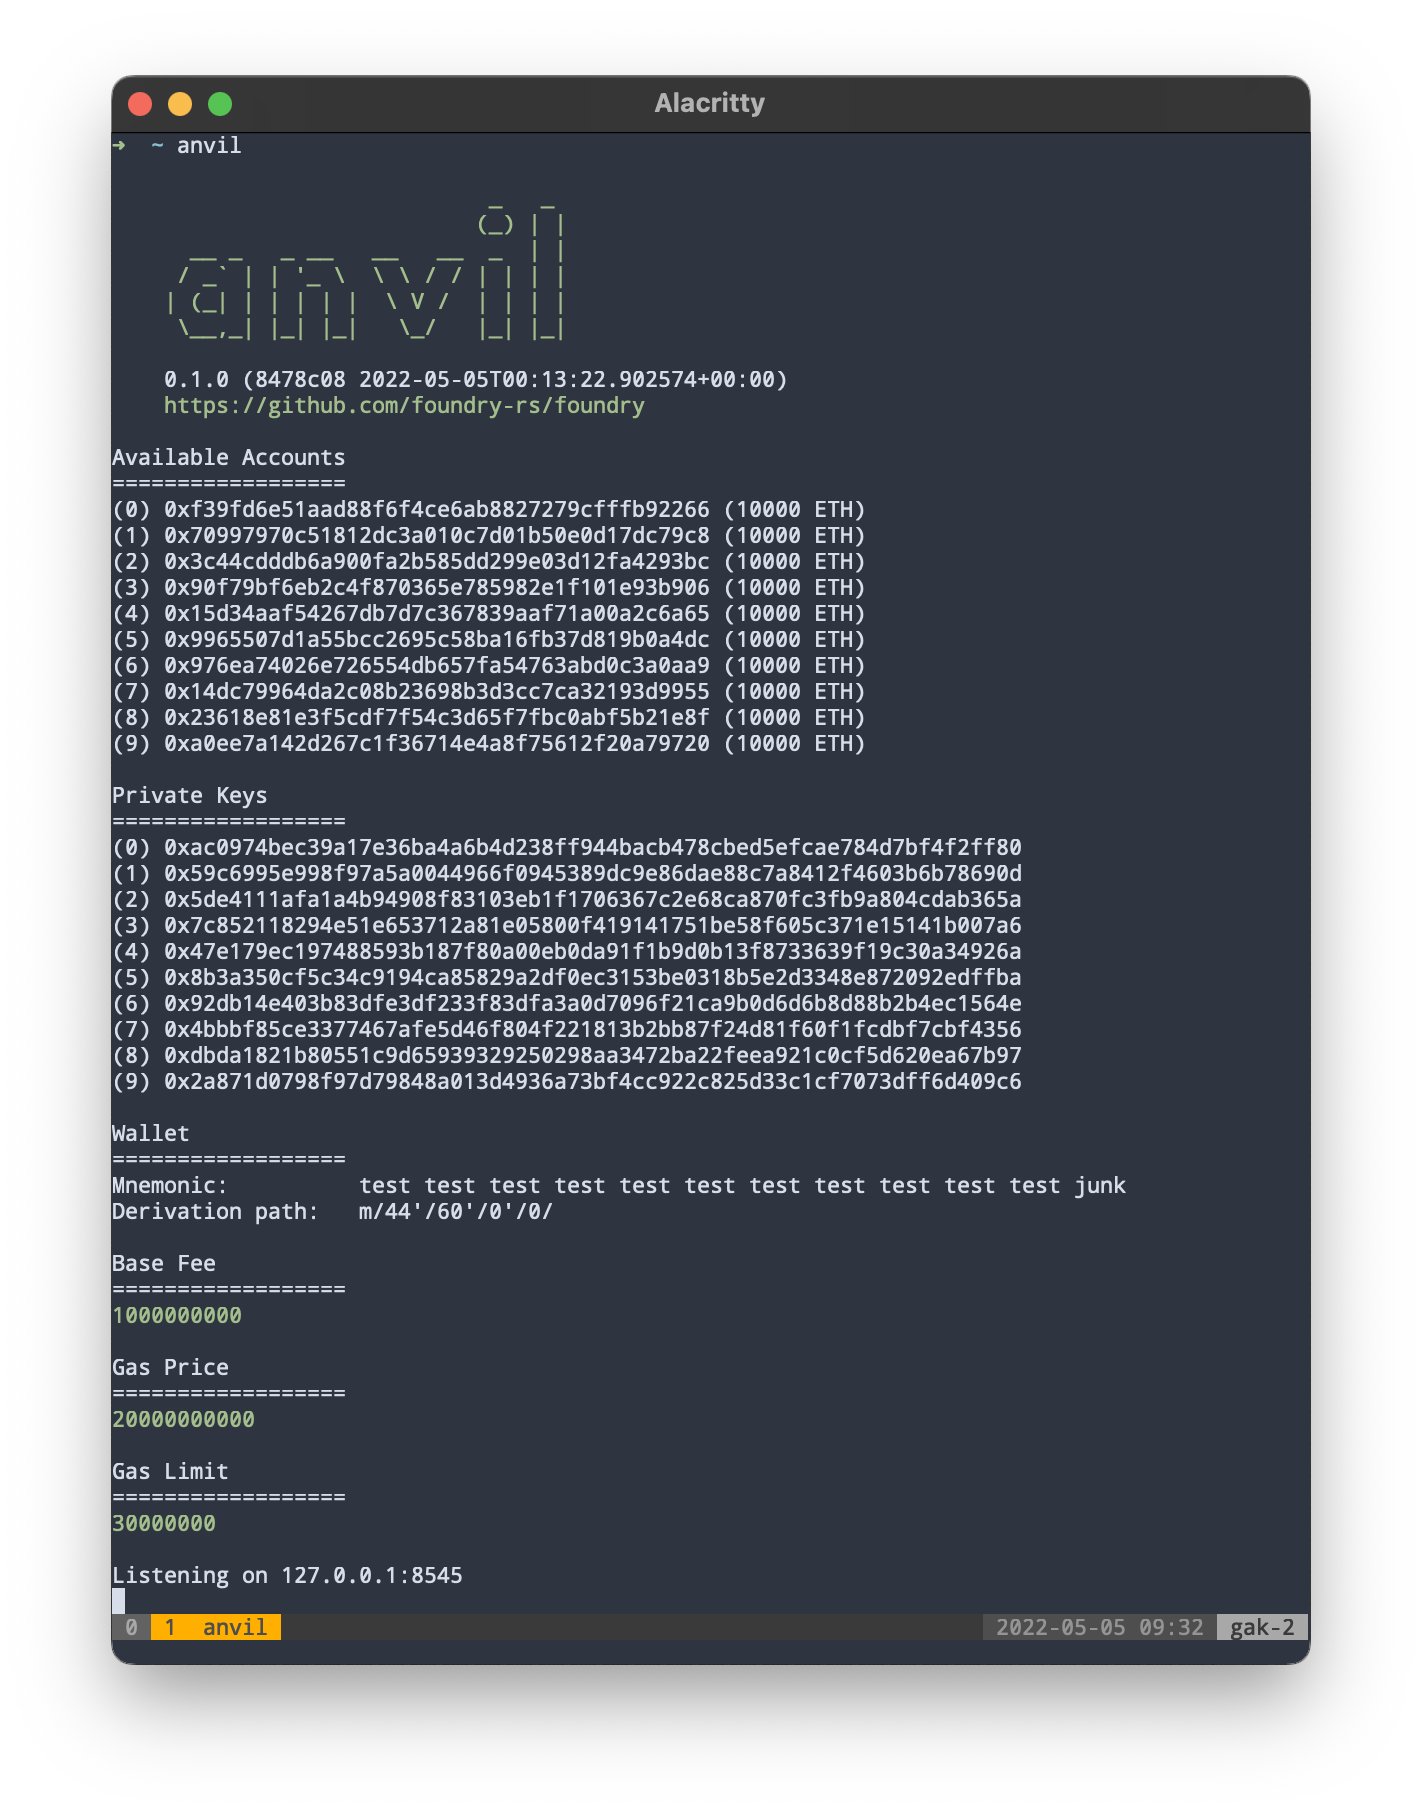 Alacritty
➜  ~ anvil
                             _   _
                            (_) | |
      __ _   _ __   __   __  _  | |
     / _` | | '_ \  \ \ / / | | | |
    | (_| | | | | |  \ V /  | | | |
     \__,_| |_| |_|   \_/   |_| |_|
    0.1.0 (8478c08 2022-05-05T00:13:22.902574+00:00)
    https://github.com/foundry-rs/foundry
Available Accounts
==================
(0) 0xf39fd6e51aad88f6f4ce6ab8827279cfffb92266 (10000 ETH)
(1) 0x70997970c51812dc3a010c7d01b50e0d17dc79c8 (10000 ETH)
(2) 0x3c44cdddb6a900fa2b585dd299e03d12fa4293bc (10000 ETH)
(3) 0x90f79bf6eb2c4f870365e785982e1f101e93b906 (10000 ETH)
(4) 0x15d34aaf54267db7d7c367839aaf71a00a2c6a65 (10000 ETH)
(5) 0x9965507d1a55bcc2695c58ba16fb37d819b0a4dc (10000 ETH)
(6) 0x976ea74026e726554db657fa54763abd0c3a0aa9 (10000 ETH)
(7) 0x14dc79964da2c08b23698b3d3cc7ca32193d9955 (10000 ETH)
(8) 0x23618e81e3f5cdf7f54c3d65f7fbc0abf5b21e8f (10000 ETH)
(9) 0xa0ee7a142d267c1f36714e4a8f75612f20a79720 (10000 ETH)
Private Keys
==================
(0) 0xac0974bec39a17e36ba4a6b4d238ff944bacb478cbed5efcae784d7bf4f2ff80
(1) 0x59c6995e998f97a5a0044966f0945389dc9e86dae88c7a8412f4603b6b78690d
(2) 0x5de4111afa1a4b94908f83103eb1f1706367c2e68ca870fc3fb9a804cdab365a
(3) 0x7c852118294e51e653712a81e05800f419141751be58f605c371e15141b007a6
(4) 0x47e179ec197488593b187f80a00eb0da91f1b9d0b13f8733639f19c30a34926a
(5) 0x8b3a350cf5c34c9194ca85829a2df0ec3153be0318b5e2d3348e872092edffba
(6) 0x92db14e403b83dfe3df233f83dfa3a0d7096f21ca9b0d6d6b8d88b2b4ec1564e
(7) 0x4bbbf85ce3377467afe5d46f804f221813b2bb87f24d81f60f1fcdbf7cbf4356
(8) 0xdbda1821b80551c9d65939329250298aa3472ba22feea921c0cf5d620ea67b97
(9) 0x2a871d0798f97d79848a013d4936a73bf4cc922c825d33c1cf7073dff6d409c6
Wallet
==================
Mnemonic:          test test test test test test test test test test test junk
Derivation path:   m/44'/60'/0'/0/
Base Fee
==================
1000000000
Gas Price
==================
20000000000
Gas Limit
==================
30000000
Listening on 127.0.0.1:8545
0  1  anvil  2022-05-05 09:32  gak-2